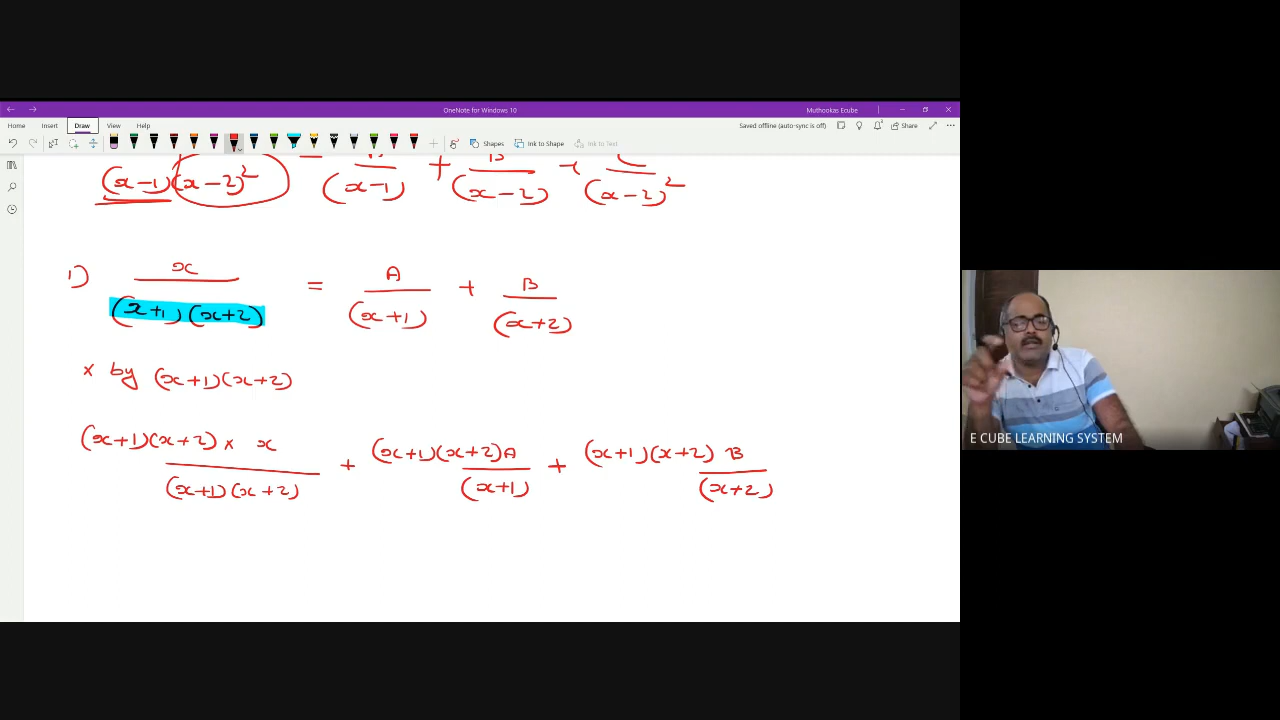 OneNote for Windows 10
Muthookas Ecube
Home Insert Draw View Help
Saved offline (auto-sync is off) Share
Shapes Ink to Shape Ink to Text
(x-1)(x-2)² = (x-1) + B (x-2) + (x-2)²
1) x / (x+1)(x+2) = A / (x+1) + B / (x+2)
× by (x+1)(x+2)
(x+1)(x+2) × x / (x+1)(x+2) + (x+1)(x+2)A / (x+1) + (x+1)(x+2) B / (x+2)
E CUBE LEARNING SYSTEM